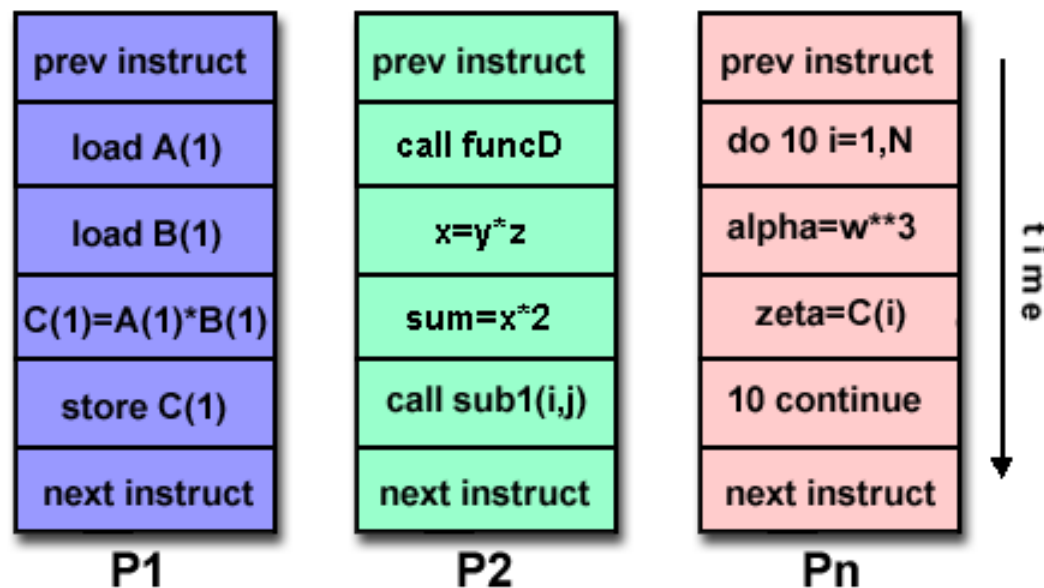 prev instruct
load A(1)
load B(1)
C(1)=A(1)*B(1)
store C(1)
next instruct
P1
prev instruct
call funcD
x=y*z
sum=x*2
call sub1(i,j)
next instruct
P2
prev instruct
do 10 i=1,N
alpha=w**3
zeta=C(i)
10 continue
next instruct
Pn
time